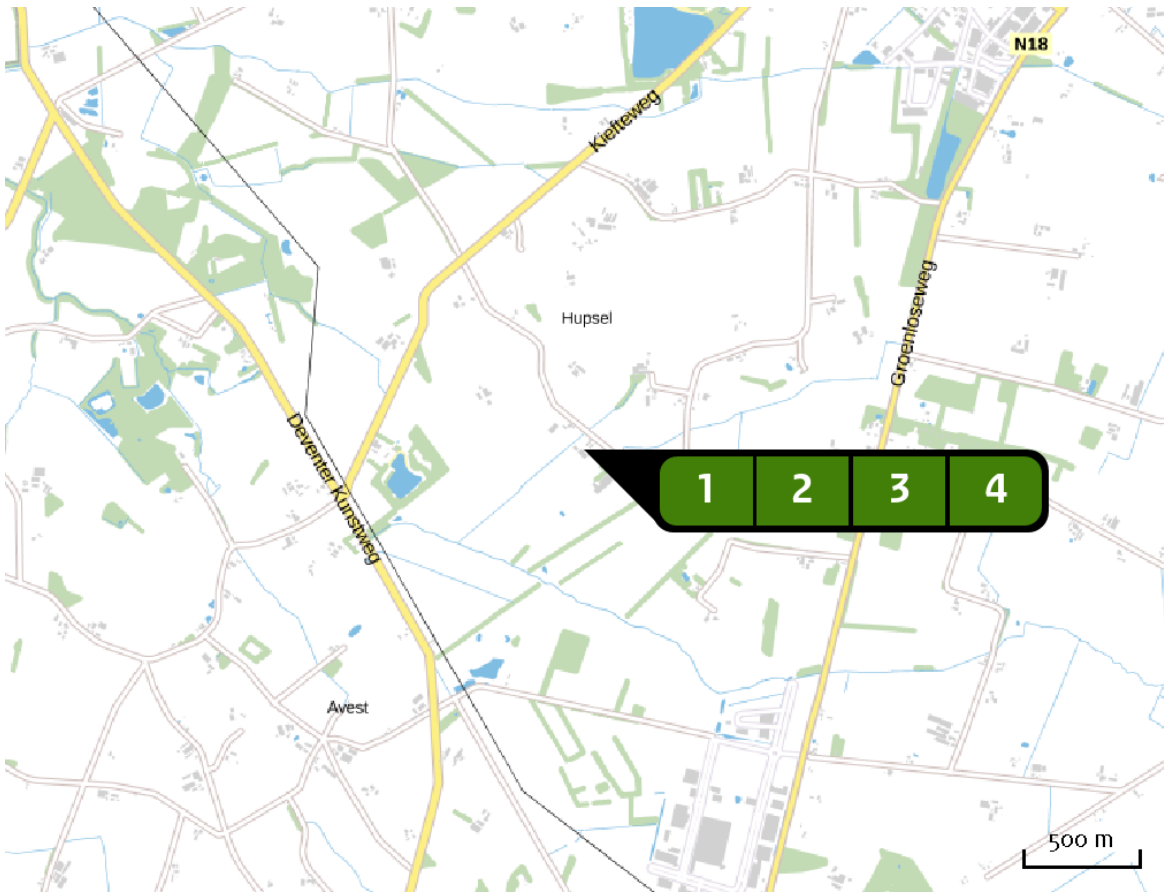 N18
Kiefteweg
Groenloseweg
Hupsel
Deventer Kunstweg
1 2 3 4
Avest
500 m